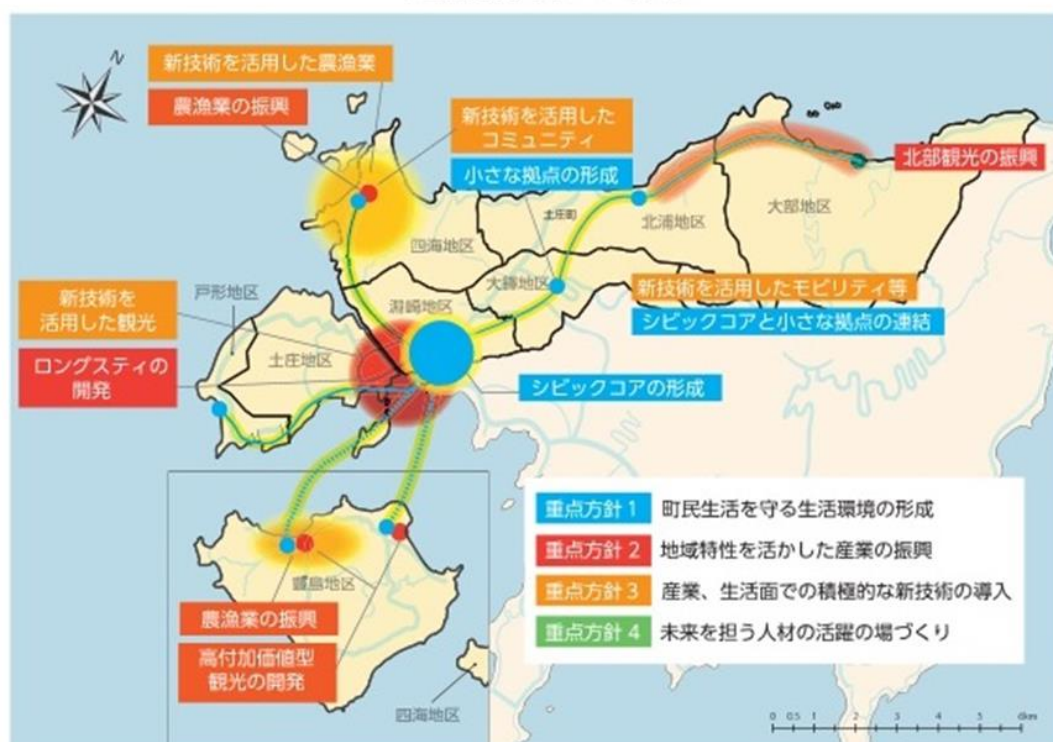 N
新技術を活用した農漁業
農漁業の振興
新技術を活用した
コミュニティ
小さな拠点の形成
北部観光の振興
土庄町
北浦地区
大部地区
四海地区
大鐸地区
戸形地区
淵崎地区
新技術を活用したモビリティ等
シビックコアと小さな拠点の連結
新技術を
活用した観光
ロングスティの
開発
土庄地区
シビックコアの形成
豊島地区
農漁業の振興
高付加価値型
観光の開発
四海地区
重点方針1 町民生活を守る生活環境の形成
重点方針2 地域特性を活かした産業の振興
重点方針3 産業、生活面での積極的な新技術の導入
重点方針4 未来を担う人材の活躍の場づくり
0 0.5 1 2 3 4 5 6km